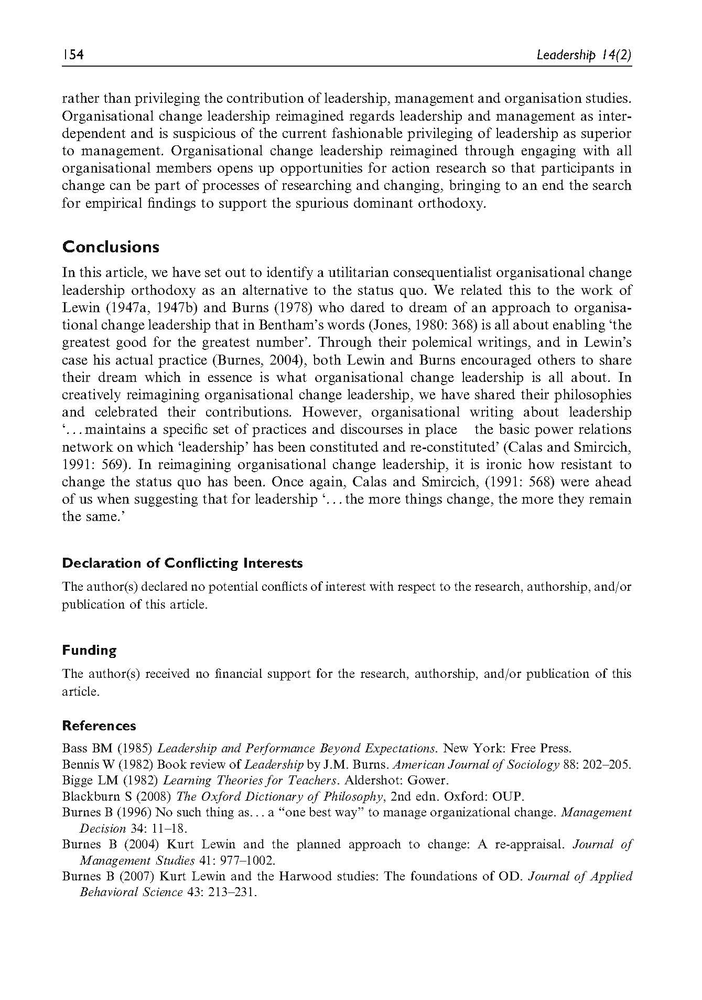 154
Leadership 14(2)
rather than privileging the contribution of leadership, management and organisation studies.
Organisational change leadership reimagined regards leadership and management as inter-
dependent and is suspicious of the current fashionable privileging of leadership as superior
to management. Organisational change leadership reimagined through engaging with all
organisational members opens up opportunities for action research so that participants in
change can be part of processes of researching and changing, bringing to an end the search
for empirical findings to support the spurious dominant orthodoxy.
Conclusions
In this article, we have set out to identify a utilitarian consequentialist organisational change
leadership orthodoxy as an alternative to the status quo. We related this to the work of
Lewin (1947a, 1947b) and Burns (1978) who dared to dream of an approach to organisa-
tional change leadership that in Bentham’s words (Jones, 1980: 368) is all about enabling ‘the
greatest good for the greatest number’. Through their polemical writings, and in Lewin’s
case his actual practice (Burnes, 2004), both Lewin and Burns encouraged others to share
their dream which in essence is what organisational change leadership is all about. In
creatively reimagining organisational change leadership, we have shared their philosophies
and celebrated their contributions. However, organisational writing about leadership
‘...maintains a specific set of practices and discourses in place the basic power relations
network on which ‘leadership’ has been constituted and re-constituted’ (Calas and Smircich,
1991: 569). In reimagining organisational change leadership, it is ironic how resistant to
change the status quo has been. Once again, Calas and Smircich, (1991: 568) were ahead
of us when suggesting that for leadership ‘...the more things change, the more they remain
the same.’
Declaration of Conflicting Interests
The author(s) declared no potential conflicts of interest with respect to the research, authorship, and/or
publication of this article.
Funding
The author(s) received no financial support for the research, authorship, and/or publication of this
article.
References
Bass BM (1985) Leadership and Performance Beyond Expectations. New York: Free Press.
Bennis W (1982) Book review of Leadership by J.M. Burns. American Journal of Sociology 88: 202–205.
Bigge LM (1982) Learning Theories for Teachers. Aldershot: Gower.
Blackburn S (2008) The Oxford Dictionary of Philosophy, 2nd edn. Oxford: OUP.
Burnes B (1996) No such thing as... a “one best way” to manage organizational change. Management
Decision 34: 11–18.
Burnes B (2004) Kurt Lewin and the planned approach to change: A re-appraisal. Journal of
Management Studies 41: 977–1002.
Burnes B (2007) Kurt Lewin and the Harwood studies: The foundations of OD. Journal of Applied
Behavioral Science 43: 213–231.